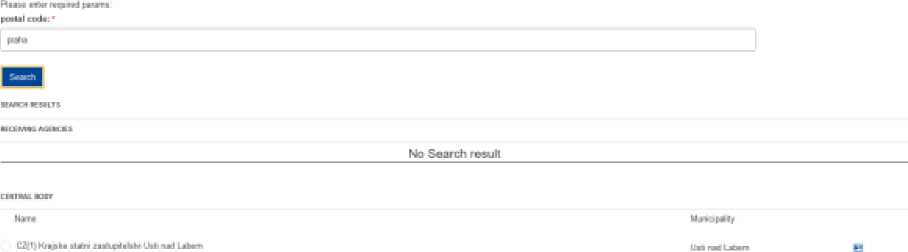 Please enter required params:
postal code: *
praha
Search
SEARCH RESULTS
RECEIVING AGENCIES
No Search result
CENTRAL BODY
Name Municipality
CZ(1) Krajske statni zastupitelstvi Usti nad Labem Usti nad Labem